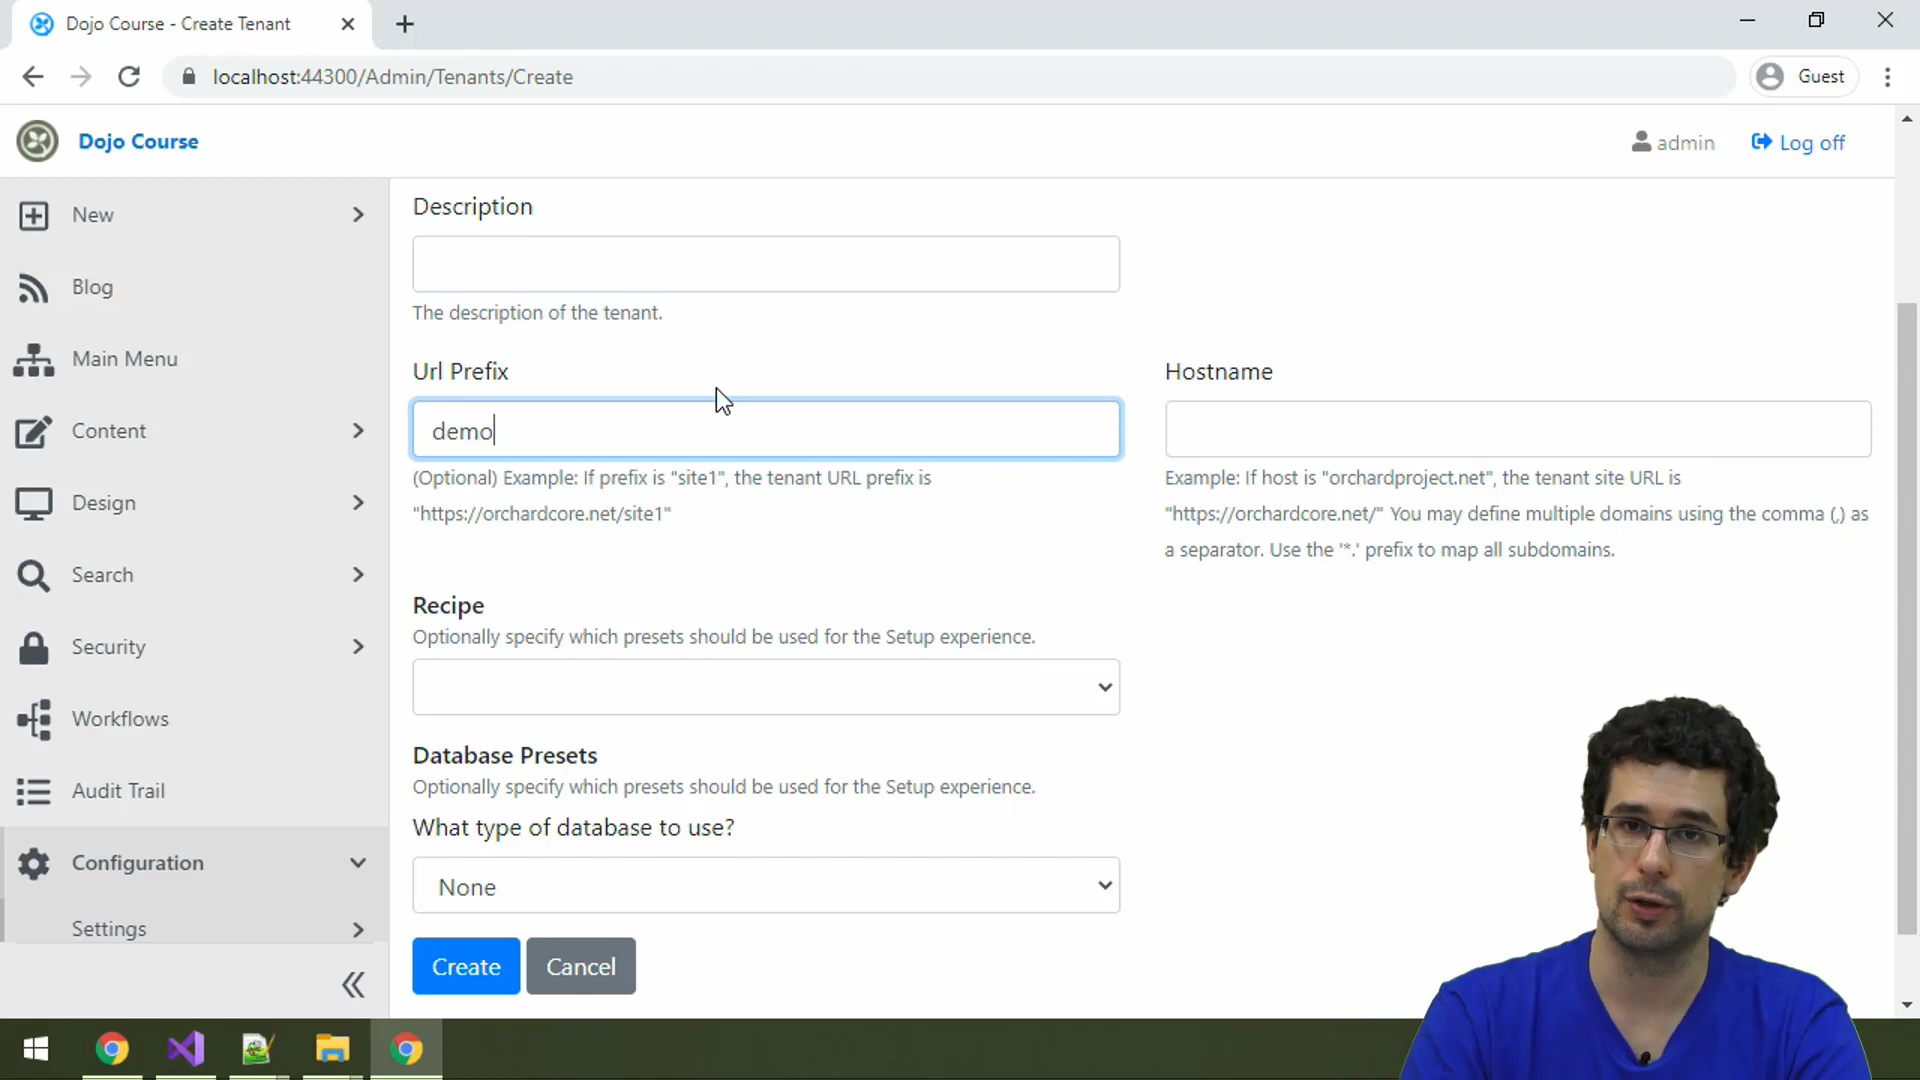 Dojo Course - Create Tenant
localhost:44300/Admin/Tenants/Create
Guest
Dojo Course
admin
Log off
New
Blog
Main Menu
Content
Design
Search
Security
Workflows
Audit Trail
Configuration
Settings
Description
The description of the tenant.
Url Prefix
demo
(Optional) Example: If prefix is "site1", the tenant URL prefix is
"https://orchardcore.net/site1"
Hostname
Example: If host is "orchardproject.net", the tenant site URL is
"https://orchardcore.net/" You may define multiple domains using the comma (,) as
a separator. Use the '*.' prefix to map all subdomains.
Recipe
Optionally specify which presets should be used for the Setup experience.
Database Presets
Optionally specify which presets should be used for the Setup experience.
What type of database to use?
None
Create
Cancel